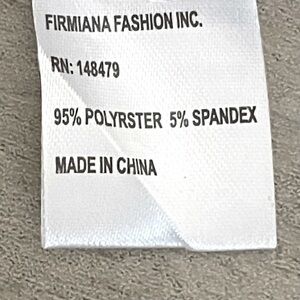 FIRMIANA FASHION INC.
RN: 148479
95% POLYRSTER 5% SPANDEX
MADE IN CHINA